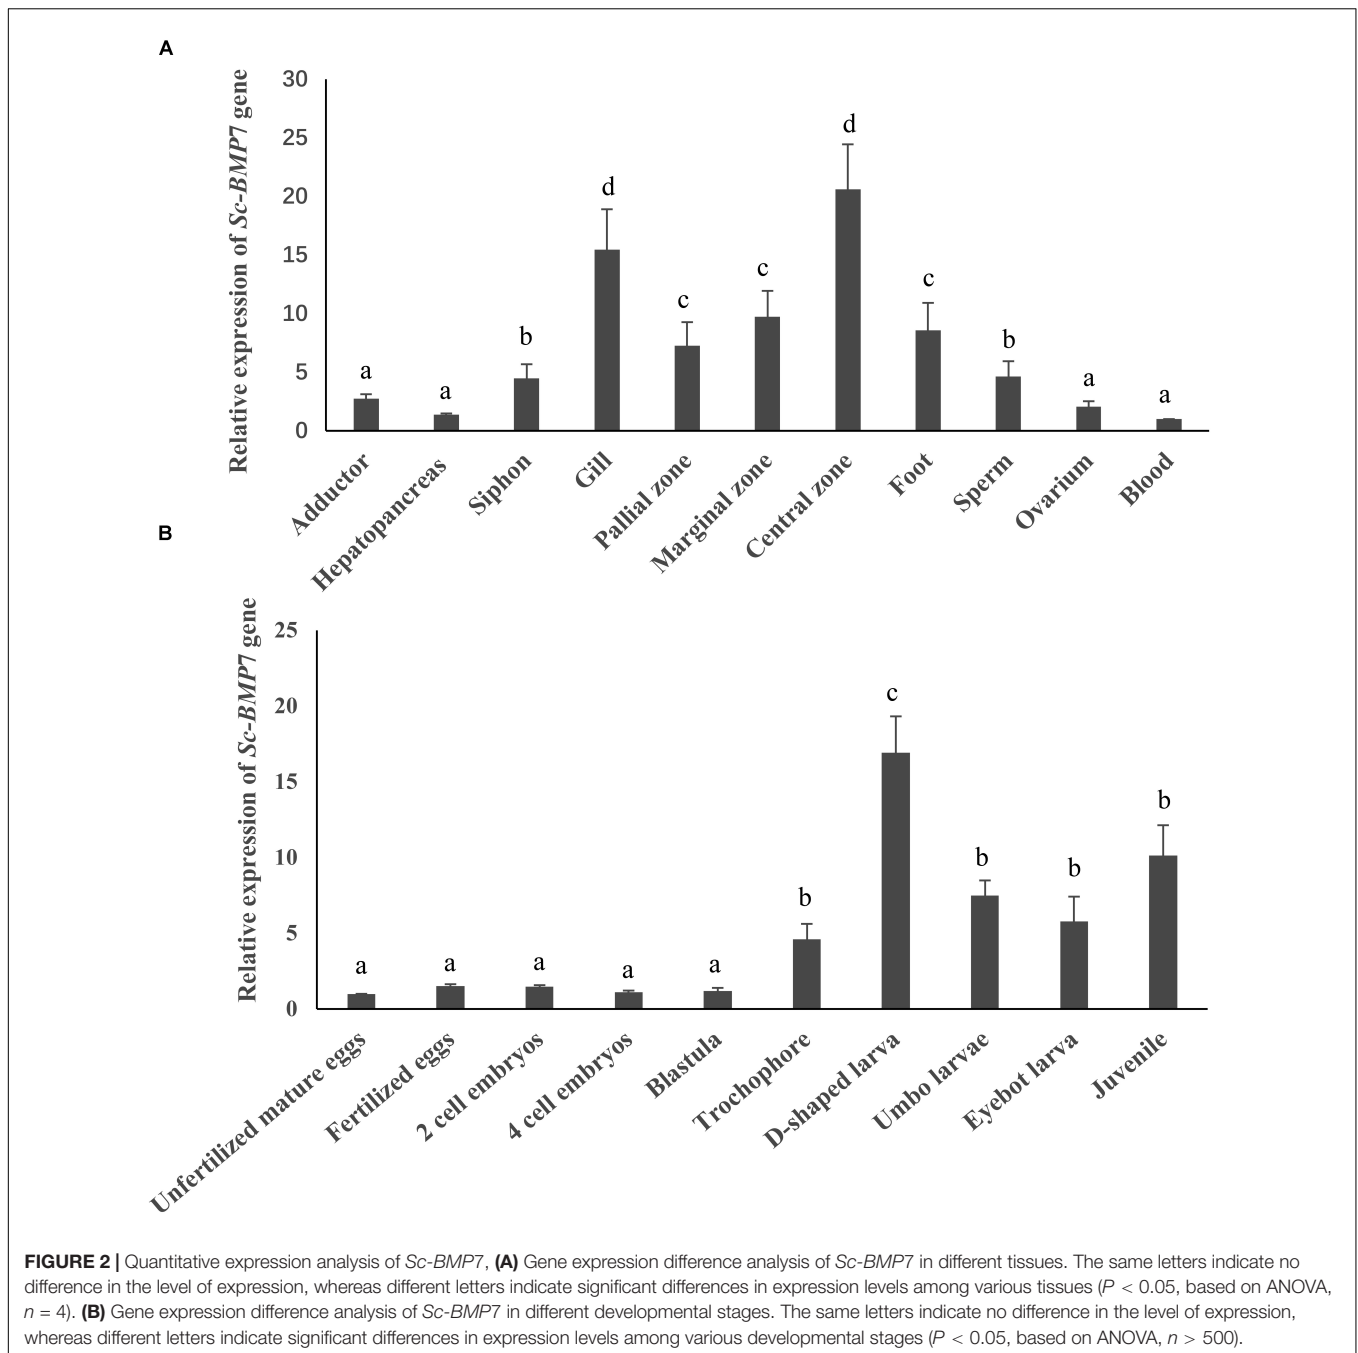 A
Relative expression of Sc-BMP7 gene
30
25
20
15
10
5
0
a
a
b
d
c
c
d
c
b
a
a
Adductor
Hepatopancreas
Siphon
Gill
Pallial zone
Marginal zone
Central zone
Foot
Sperm
Ovarium
Blood
B
Relative expression of Sc-BMP7 gene
25
20
15
10
5
0
a
a
a
a
a
b
c
b
b
b
Unfertilized mature eggs
Fertilized eggs
2 cell embryos
4 cell embryos
Blastula
Trochophore
D-shaped larva
Umbo larvae
Eyebot larva
Juvenile
FIGURE 2 | Quantitative expression analysis of Sc-BMP7, (A) Gene expression difference analysis of Sc-BMP7 in different tissues. The same letters indicate no
difference in the level of expression, whereas different letters indicate significant differences in expression levels among various tissues (P < 0.05, based on ANOVA,
n = 4). (B) Gene expression difference analysis of Sc-BMP7 in different developmental stages. The same letters indicate no difference in the level of expression,
whereas different letters indicate significant differences in expression levels among various developmental stages (P < 0.05, based on ANOVA, n > 500).